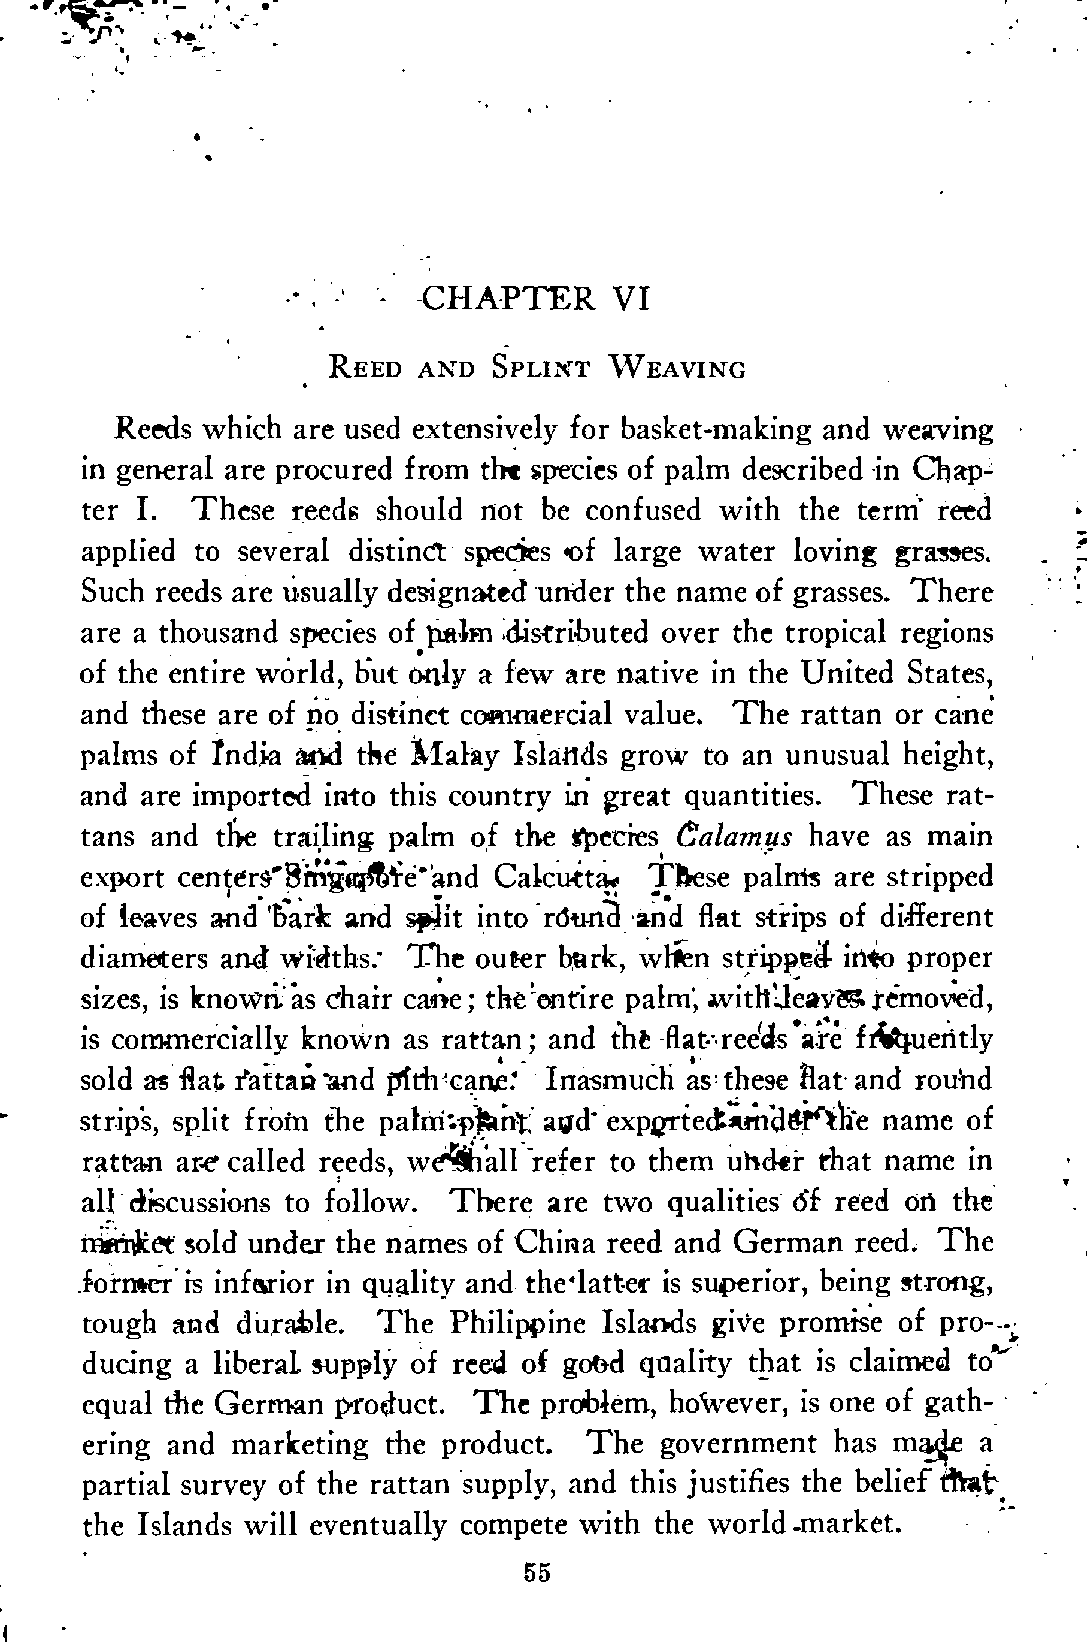 CHAPTER VI
REED AND SPLINT WEAVING
Reeds which are used extensively for basket-making and weaving
in general are procured from the species of palm described in Chap-
ter I. These reeds should not be confused with the term reed
applied to several distinct species of large water loving grasses.
Such reeds are usually designated under the name of grasses. There
are a thousand species of palm distributed over the tropical regions
of the entire world, but only a few are native in the United States,
and these are of no distinct commercial value. The rattan or cane
palms of India and the Malay Islands grow to an unusual height,
and are imported into this country in great quantities. These rat-
tans and the trailing palm of the species Calamus have as main
export centers Singapore and Calcutta. These palms are stripped
of leaves and bark and split into round and flat strips of different
diameters and widths. The outer bark, when stripped into proper
sizes, is known as chair cane; the entire palm, with leaves removed,
is commercially known as rattan; and the flat reeds are frequently
sold as flat rattan and pith cane. Inasmuch as these flat and round
strips, split from the palm plant and exported under the name of
rattan are called reeds, we shall refer to them under that name in
all discussions to follow. There are two qualities of reed on the
market sold under the names of China reed and German reed. The
former is inferior in quality and the latter is superior, being strong,
tough and durable. The Philippine Islands give promise of pro-
ducing a liberal supply of reed of good quality that is claimed to
equal the German product. The problem, however, is one of gath-
ering and marketing the product. The government has made a
partial survey of the rattan supply, and this justifies the belief that
the Islands will eventually compete with the world market.
55